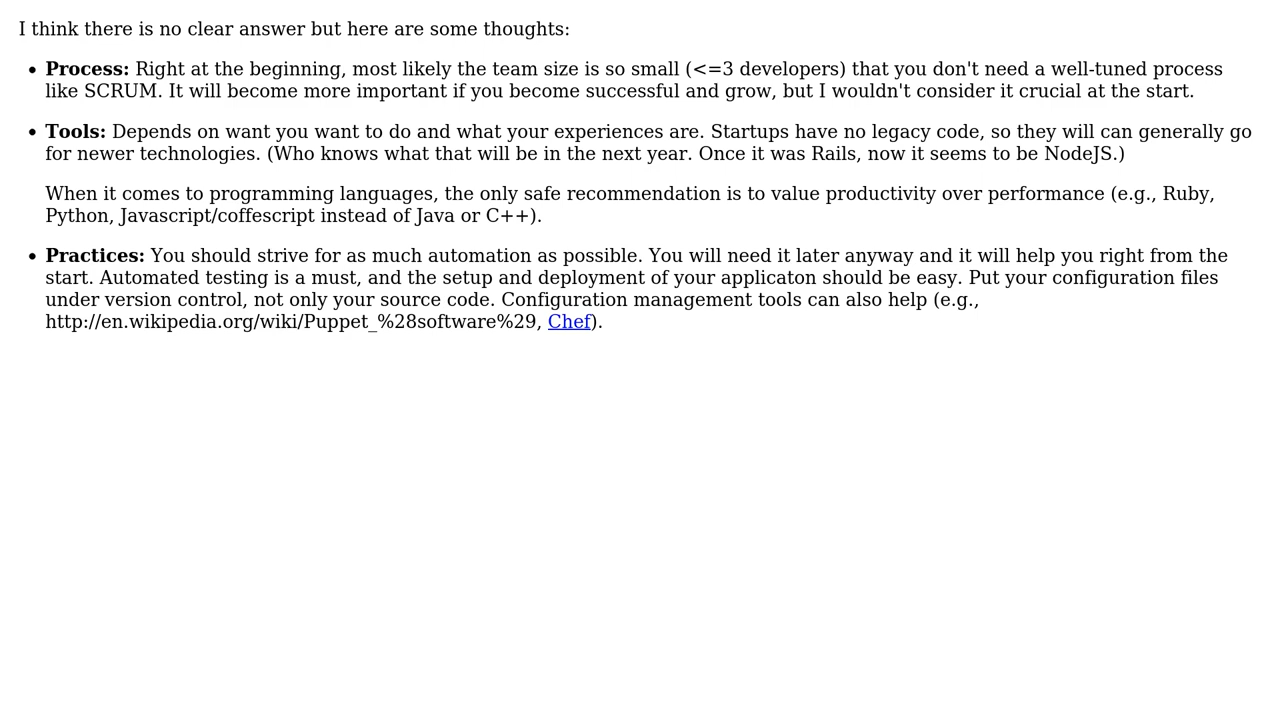 I think there is no clear answer but here are some thoughts:
• Process: Right at the beginning, most likely the team size is so small (<=3 developers) that you don't need a well-tuned process
like SCRUM. It will become more important if you become successful and grow, but I wouldn't consider it crucial at the start.
• Tools: Depends on want you want to do and what your experiences are. Startups have no legacy code, so they will can generally go
for newer technologies. (Who knows what that will be in the next year. Once it was Rails, now it seems to be NodeJS.)
When it comes to programming languages, the only safe recommendation is to value productivity over performance (e.g., Ruby,
Python, Javascript/coffescript instead of Java or C++).
• Practices: You should strive for as much automation as possible. You will need it later anyway and it will help you right from the
start. Automated testing is a must, and the setup and deployment of your applicaton should be easy. Put your configuration files
under version control, not only your source code. Configuration management tools can also help (e.g.,
http://en.wikipedia.org/wiki/Puppet_%28software%29, Chef).